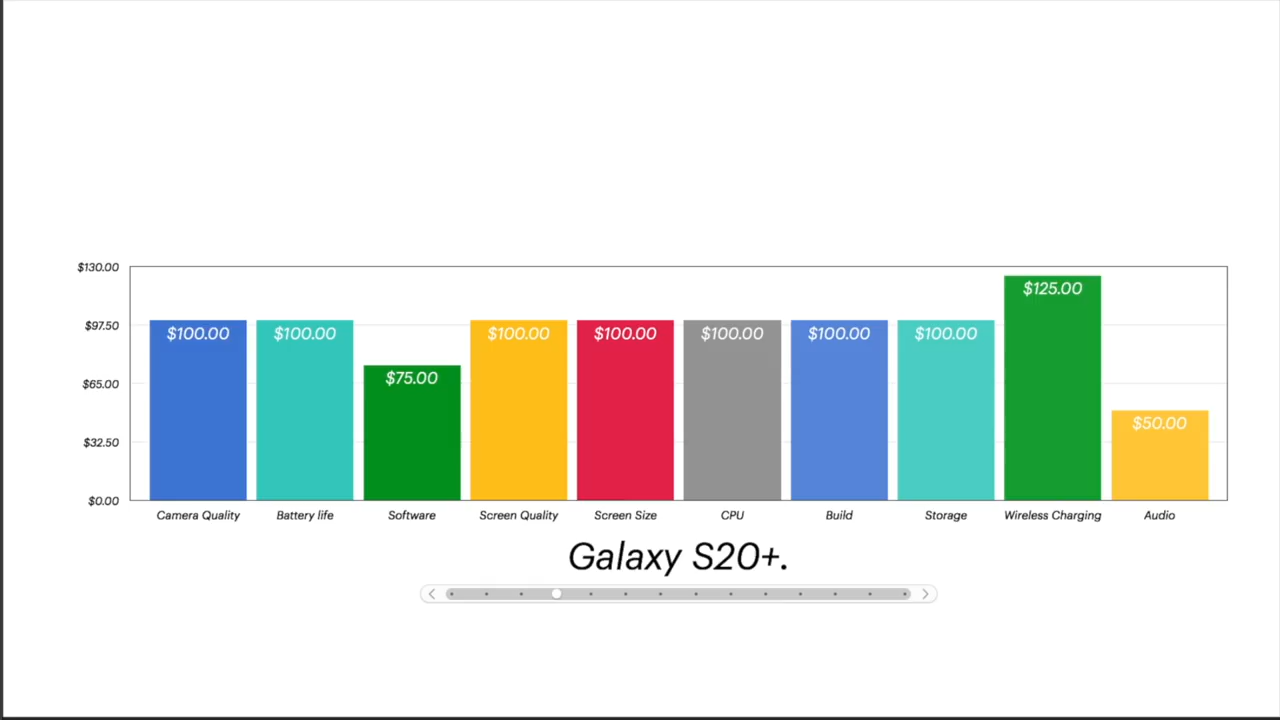 $130.00
$97.50
$65.00
$32.50
$0.00
$100.00 $100.00 $75.00 $100.00 $100.00 $100.00 $100.00 $100.00 $125.00 $50.00
Camera Quality Battery life Software Screen Quality Screen Size CPU Build Storage Wireless Charging Audio
Galaxy S20+.